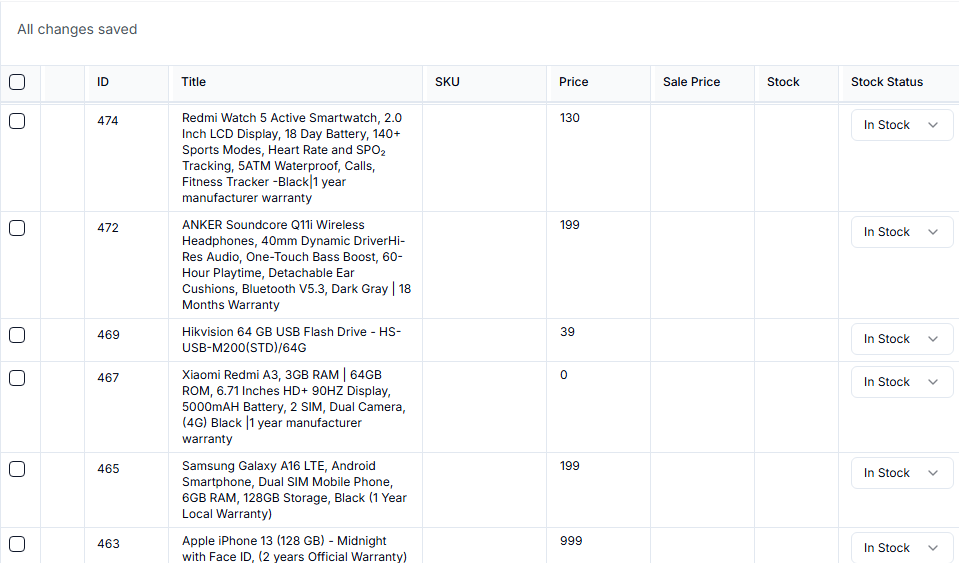 All changes saved
ID Title SKU Price Sale Price Stock Stock Status
474 Redmi Watch 5 Active Smartwatch, 2.0 130 In Stock
Inch LCD Display, 18 Day Battery, 140+
Sports Modes, Heart Rate and SPO₂
Tracking, 5ATM Waterproof, Calls,
Fitness Tracker -Black|1 year
manufacturer warranty
472 ANKER Soundcore Q11i Wireless 199 In Stock
Headphones, 40mm Dynamic DriverHi-
Res Audio, One-Touch Bass Boost, 60-
Hour Playtime, Detachable Ear
Cushions, Bluetooth V5.3, Dark Gray | 18
Months Warranty
469 Hikvision 64 GB USB Flash Drive - HS- 39 In Stock
USB-M200(STD)/64G
467 Xiaomi Redmi A3, 3GB RAM | 64GB 0 In Stock
ROM, 6.71 Inches HD+ 90HZ Display,
5000mAH Battery, 2 SIM, Dual Camera,
(4G) Black |1 year manufacturer
warranty
465 Samsung Galaxy A16 LTE, Android 199 In Stock
Smartphone, Dual SIM Mobile Phone,
6GB RAM, 128GB Storage, Black (1 Year
Local Warranty)
463 Apple iPhone 13 (128 GB) - Midnight 999 In Stock
with Face ID, (2 years Official Warranty)